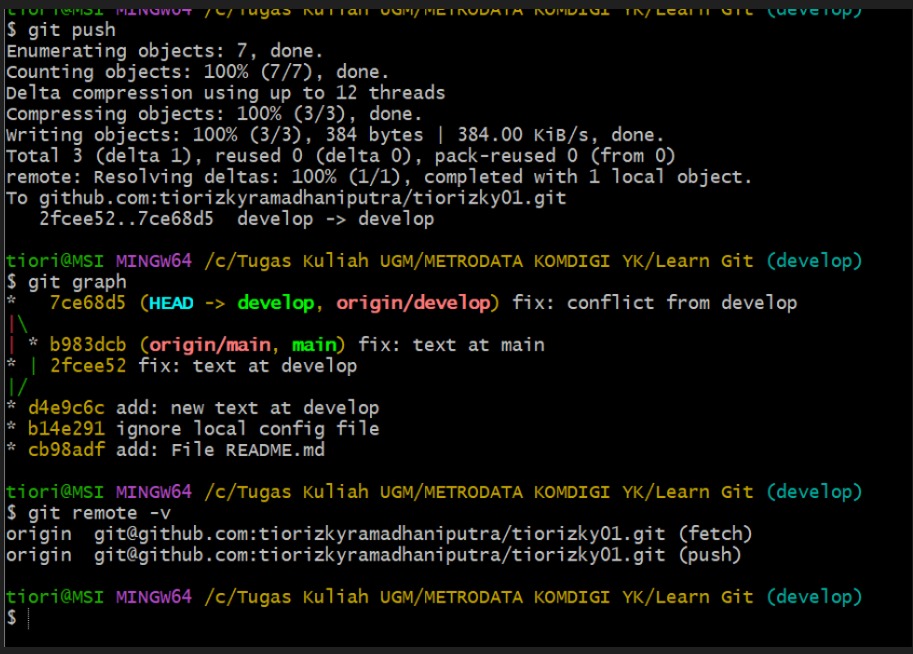 tiori@MSI MINGW64 /c/Tugas Kuliah UGM/METRODATA KOMDIGI YK/Learn Git (develop)
$ git push
Enumerating objects: 7, done.
Counting objects: 100% (7/7), done.
Delta compression using up to 12 threads
Compressing objects: 100% (3/3), done.
Writing objects: 100% (3/3), 384 bytes | 384.00 KiB/s, done.
Total 3 (delta 1), reused 0 (delta 0), pack-reused 0 (from 0)
remote: Resolving deltas: 100% (1/1), completed with 1 local object.
To github.com:tiorizkyramadhaniputra/tiorizky01.git
   2fcee52..7ce68d5  develop -> develop

tiori@MSI MINGW64 /c/Tugas Kuliah UGM/METRODATA KOMDIGI YK/Learn Git (develop)
$ git graph
*   7ce68d5 (HEAD -> develop, origin/develop) fix: conflict from develop
|\
| * b983dcb (origin/main, main) fix: text at main
* | 2fcee52 fix: text at develop
|/
* d4e9c6c add: new text at develop
* b14e291 ignore local config file
* cb98adf add: File README.md

tiori@MSI MINGW64 /c/Tugas Kuliah UGM/METRODATA KOMDIGI YK/Learn Git (develop)
$ git remote -v
origin  git@github.com:tiorizkyramadhaniputra/tiorizky01.git (fetch)
origin  git@github.com:tiorizkyramadhaniputra/tiorizky01.git (push)

tiori@MSI MINGW64 /c/Tugas Kuliah UGM/METRODATA KOMDIGI YK/Learn Git (develop)
$